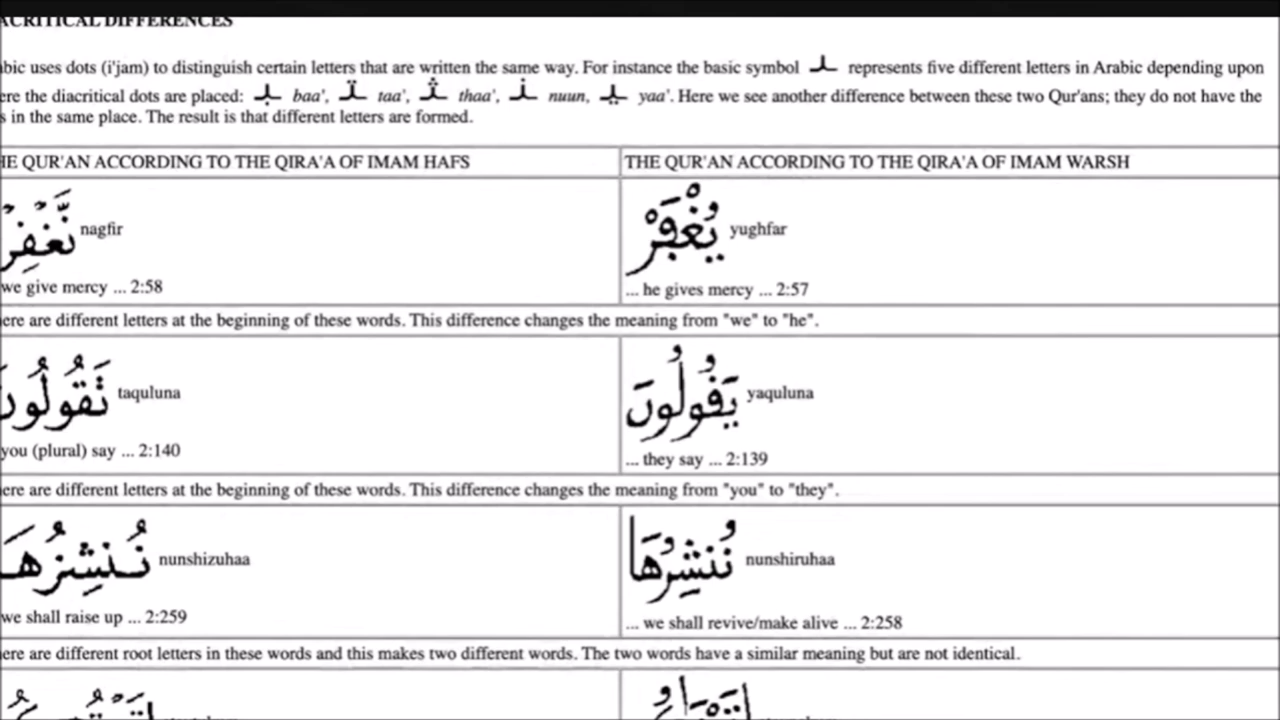 ACRITICAL DIFFERENCES
bic uses dots (i'jam) to distinguish certain letters that are written the same way. For instance the basic symbol ٮ represents five different letters in Arabic depending upon
ere the diacritical dots are placed: ب baa', ت taa', ث thaa', ن nuun, ي yaa'. Here we see another difference between these two Qur'ans; they do not have the
s in the same place. The result is that different letters are formed.
HE QUR'AN ACCORDING TO THE QIRA'A OF IMAM HAFS
THE QUR'AN ACCORDING TO THE QIRA'A OF IMAM WARSH
نَّغْفِرْ nagfir
we give mercy ... 2:58
يُغْفَرْ yughfar
... he gives mercy ... 2:57
ere are different letters at the beginning of these words. This difference changes the meaning from "we" to "he".
تَقُولُونَ taquluna
you (plural) say ... 2:140
يَقُولُونَ yaquluna
... they say ... 2:139
ere are different letters at the beginning of these words. This difference changes the meaning from "you" to "they".
نُنشِزُهَا nunshizuhaa
we shall raise up ... 2:259
نُنشِرُهَا nunshiruhaa
... we shall revive/make alive ... 2:258
ere are different root letters in these words and this makes two different words. The two words have a similar meaning but are not identical.